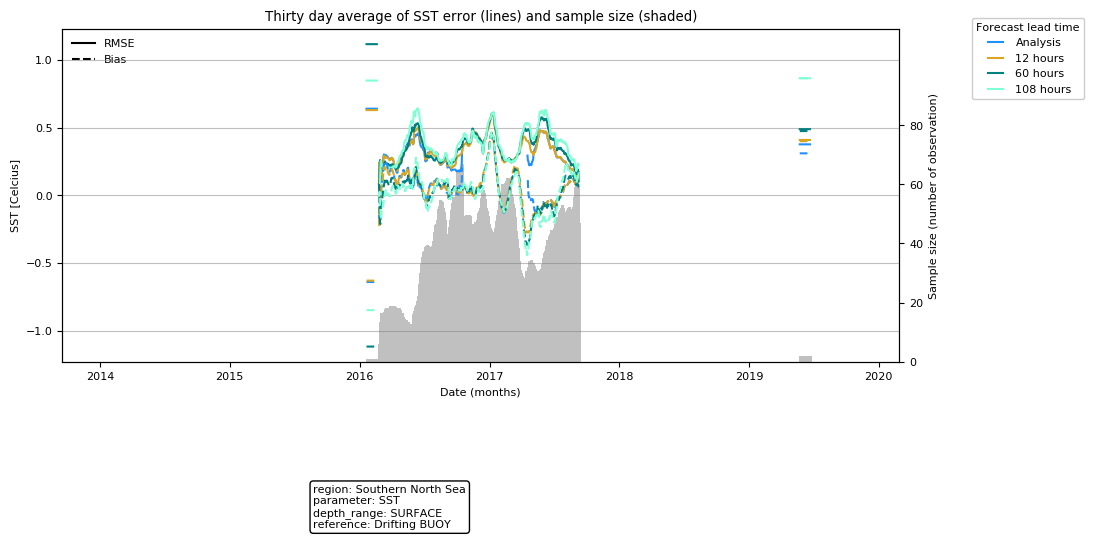 Thirty day average of SST error (lines) and sample size (shaded)
RMSE
Bias
1.0
0.5
0.0
−0.5
−1.0
SST [Celcius]
2014
2015
2016
2017
2018
2019
2020
Date (months)
80
60
40
20
0
Sample size (number of observation)
Forecast lead time
Analysis
12 hours
60 hours
108 hours
region: Southern North Sea
parameter: SST
depth_range: SURFACE
reference: Drifting BUOY